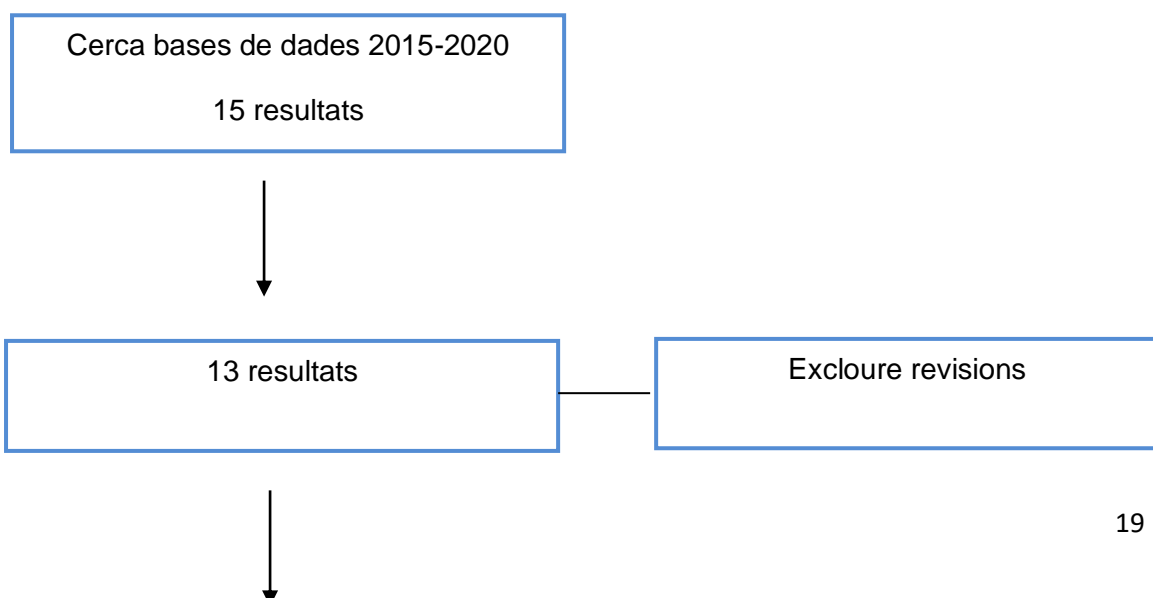 Cerca bases de dades 2015-2020
15 resultats
13 resultats
Excloure revisions
19